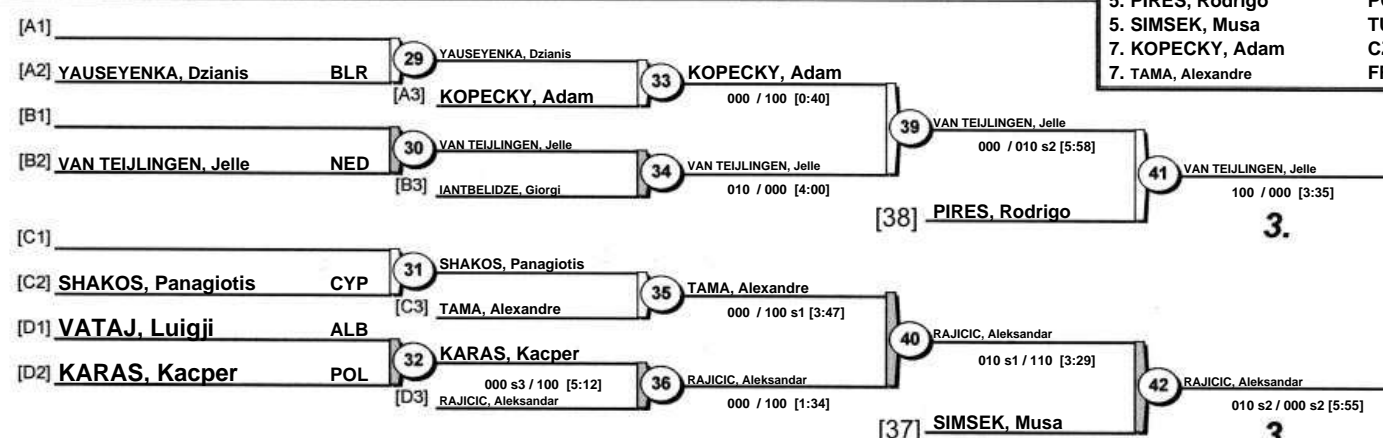 5. PIRES, Rodrigo
5. SIMSEK, Musa
7. KOPECKY, Adam
7. TAMA, Alexandre
[A1]
[A2] YAUSEYENKA, Dzianis BLR
29
YAUSEYENKA, Dzianis
[A3] KOPECKY, Adam
33
KOPECKY, Adam
000 / 100 [0:40]
[B1]
[B2] VAN TEIJLINGEN, Jelle NED
30
VAN TEIJLINGEN, Jelle
[B3] IANTBELIDZE, Giorgi
34
VAN TEIJLINGEN, Jelle
010 / 000 [4:00]
39
VAN TEIJLINGEN, Jelle
000 / 010 s2 [5:58]
[38] PIRES, Rodrigo
41
VAN TEIJLINGEN, Jelle
100 / 000 [3:35]
3.
[C1]
[C2] SHAKOS, Panagiotis CYP
31
SHAKOS, Panagiotis
[C3] TAMA, Alexandre
35
TAMA, Alexandre
000 / 100 s1 [3:47]
[D1] VATAJ, Luigji ALB
[D2] KARAS, Kacper POL
32
KARAS, Kacper
000 s3 / 100 [5:12]
[D3] RAJICIC, Aleksandar
36
RAJICIC, Aleksandar
000 / 100 [1:34]
40
RAJICIC, Aleksandar
010 s1 / 110 [3:29]
[37] SIMSEK, Musa
42
RAJICIC, Aleksandar
010 s2 / 000 s2 [5:55]
3